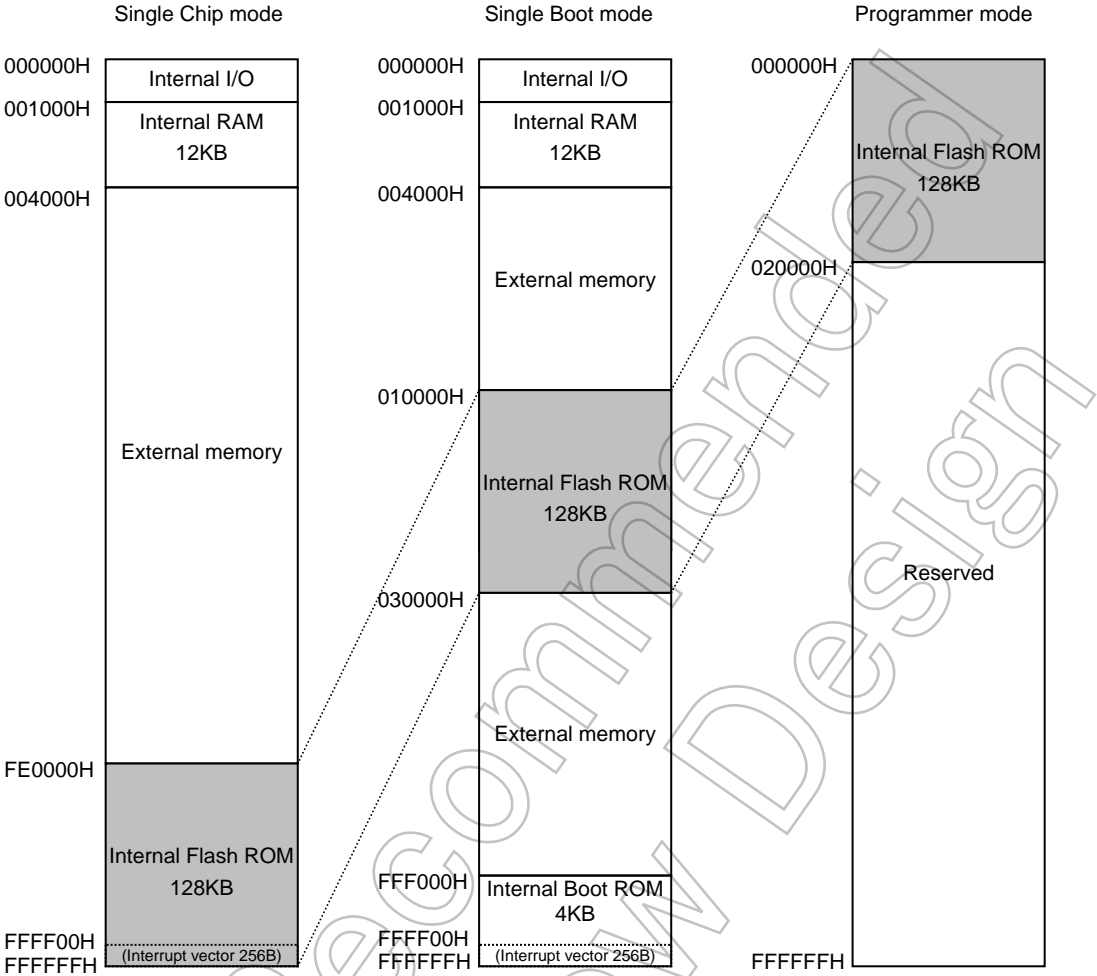 Single Chip mode
000000H
Internal I/O
001000H
Internal RAM
12KB
004000H
External memory
FE0000H
Internal Flash ROM
128KB
FFFF00H
(Interrupt vector 256B)
FFFFFFH
Single Boot mode
000000H
Internal I/O
001000H
Internal RAM
12KB
004000H
External memory
010000H
Internal Flash ROM
128KB
030000H
External memory
FFF000H
Internal Boot ROM
4KB
FFFF00H
(Interrupt vector 256B)
FFFFFFH
Programmer mode
000000H
Internal Flash ROM
128KB
020000H
Reserved
FFFFFFH
ecommended
w Design